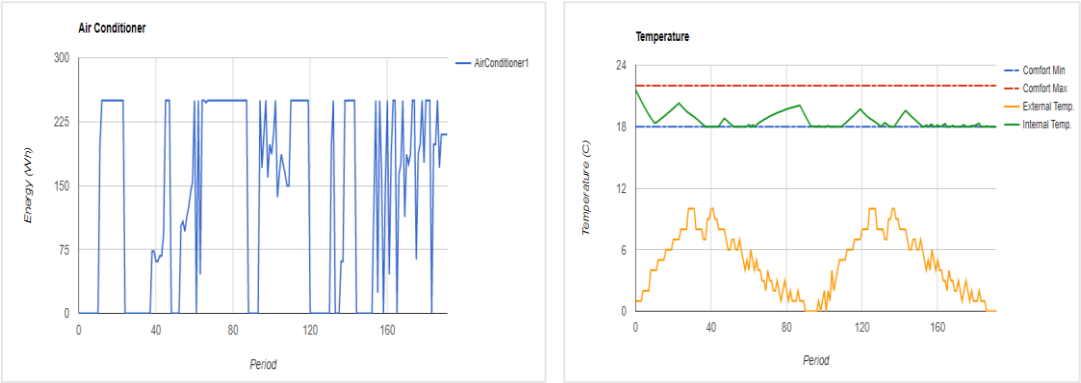 Air Conditioner
300
225
150
75
0
0
40
80
120
160
Energy (Wh)
Period
AirConditioner1
Temperature
24
18
12
6
0
0
40
80
120
160
Temperature (C)
Period
Comfort Min
Comfort Max
External Temp.
Internal Temp.